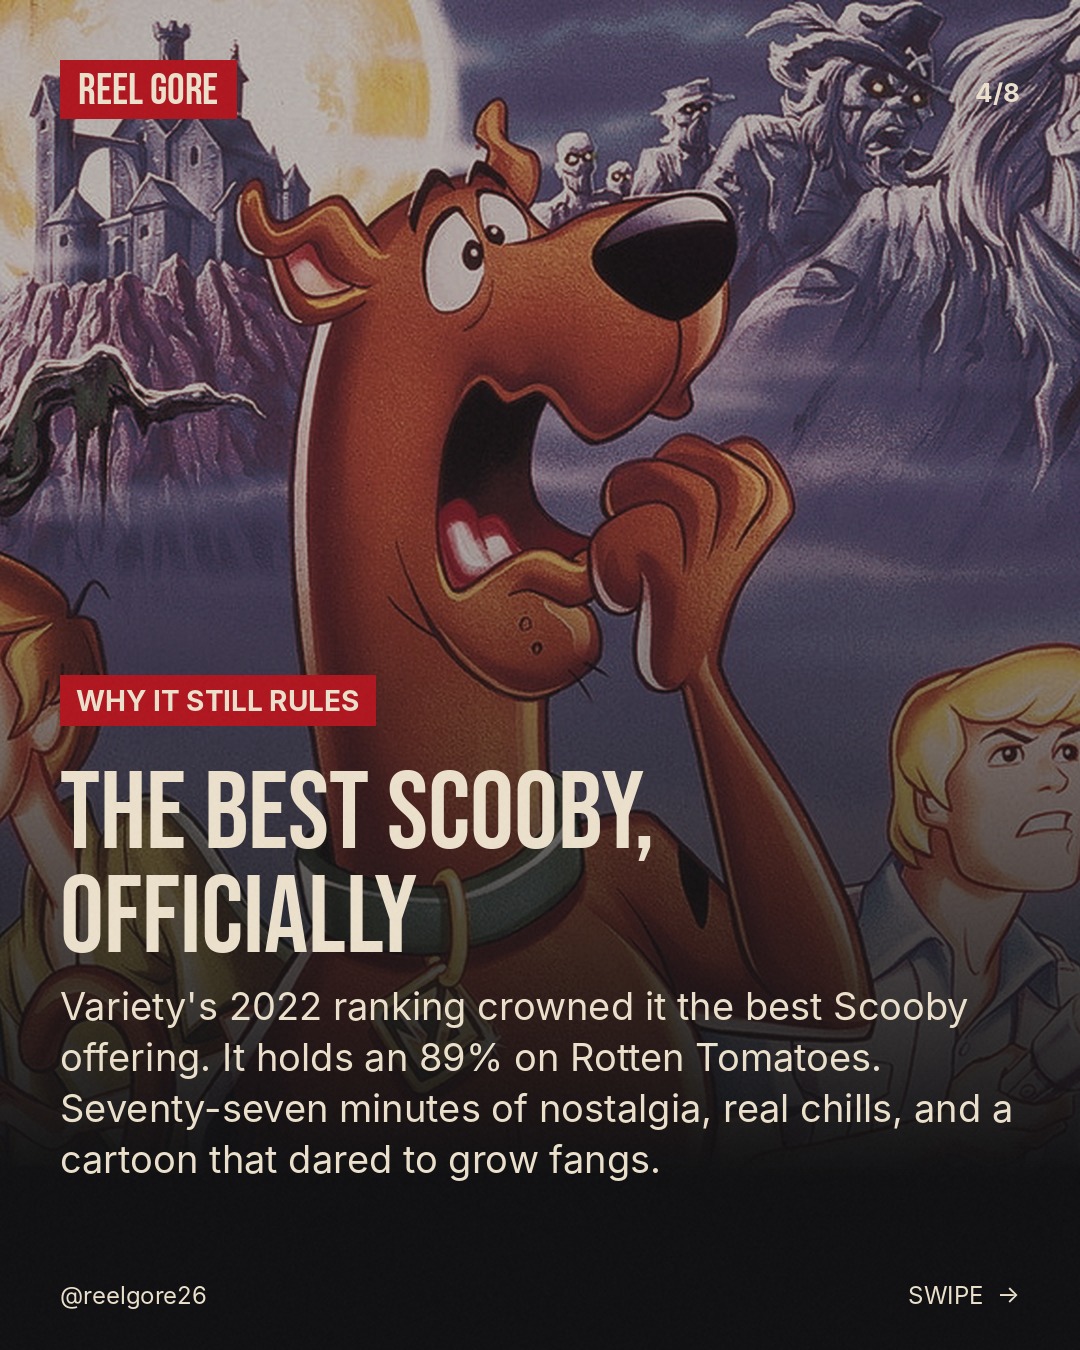 REEL GORE
4/8
WHY IT STILL RULES
THE BEST SCOOBY,
OFFICIALLY
Variety's 2022 ranking crowned it the best Scooby
offering. It holds an 89% on Rotten Tomatoes.
Seventy-seven minutes of nostalgia, real chills, and a
cartoon that dared to grow fangs.
@reelgore26
SWIPE →